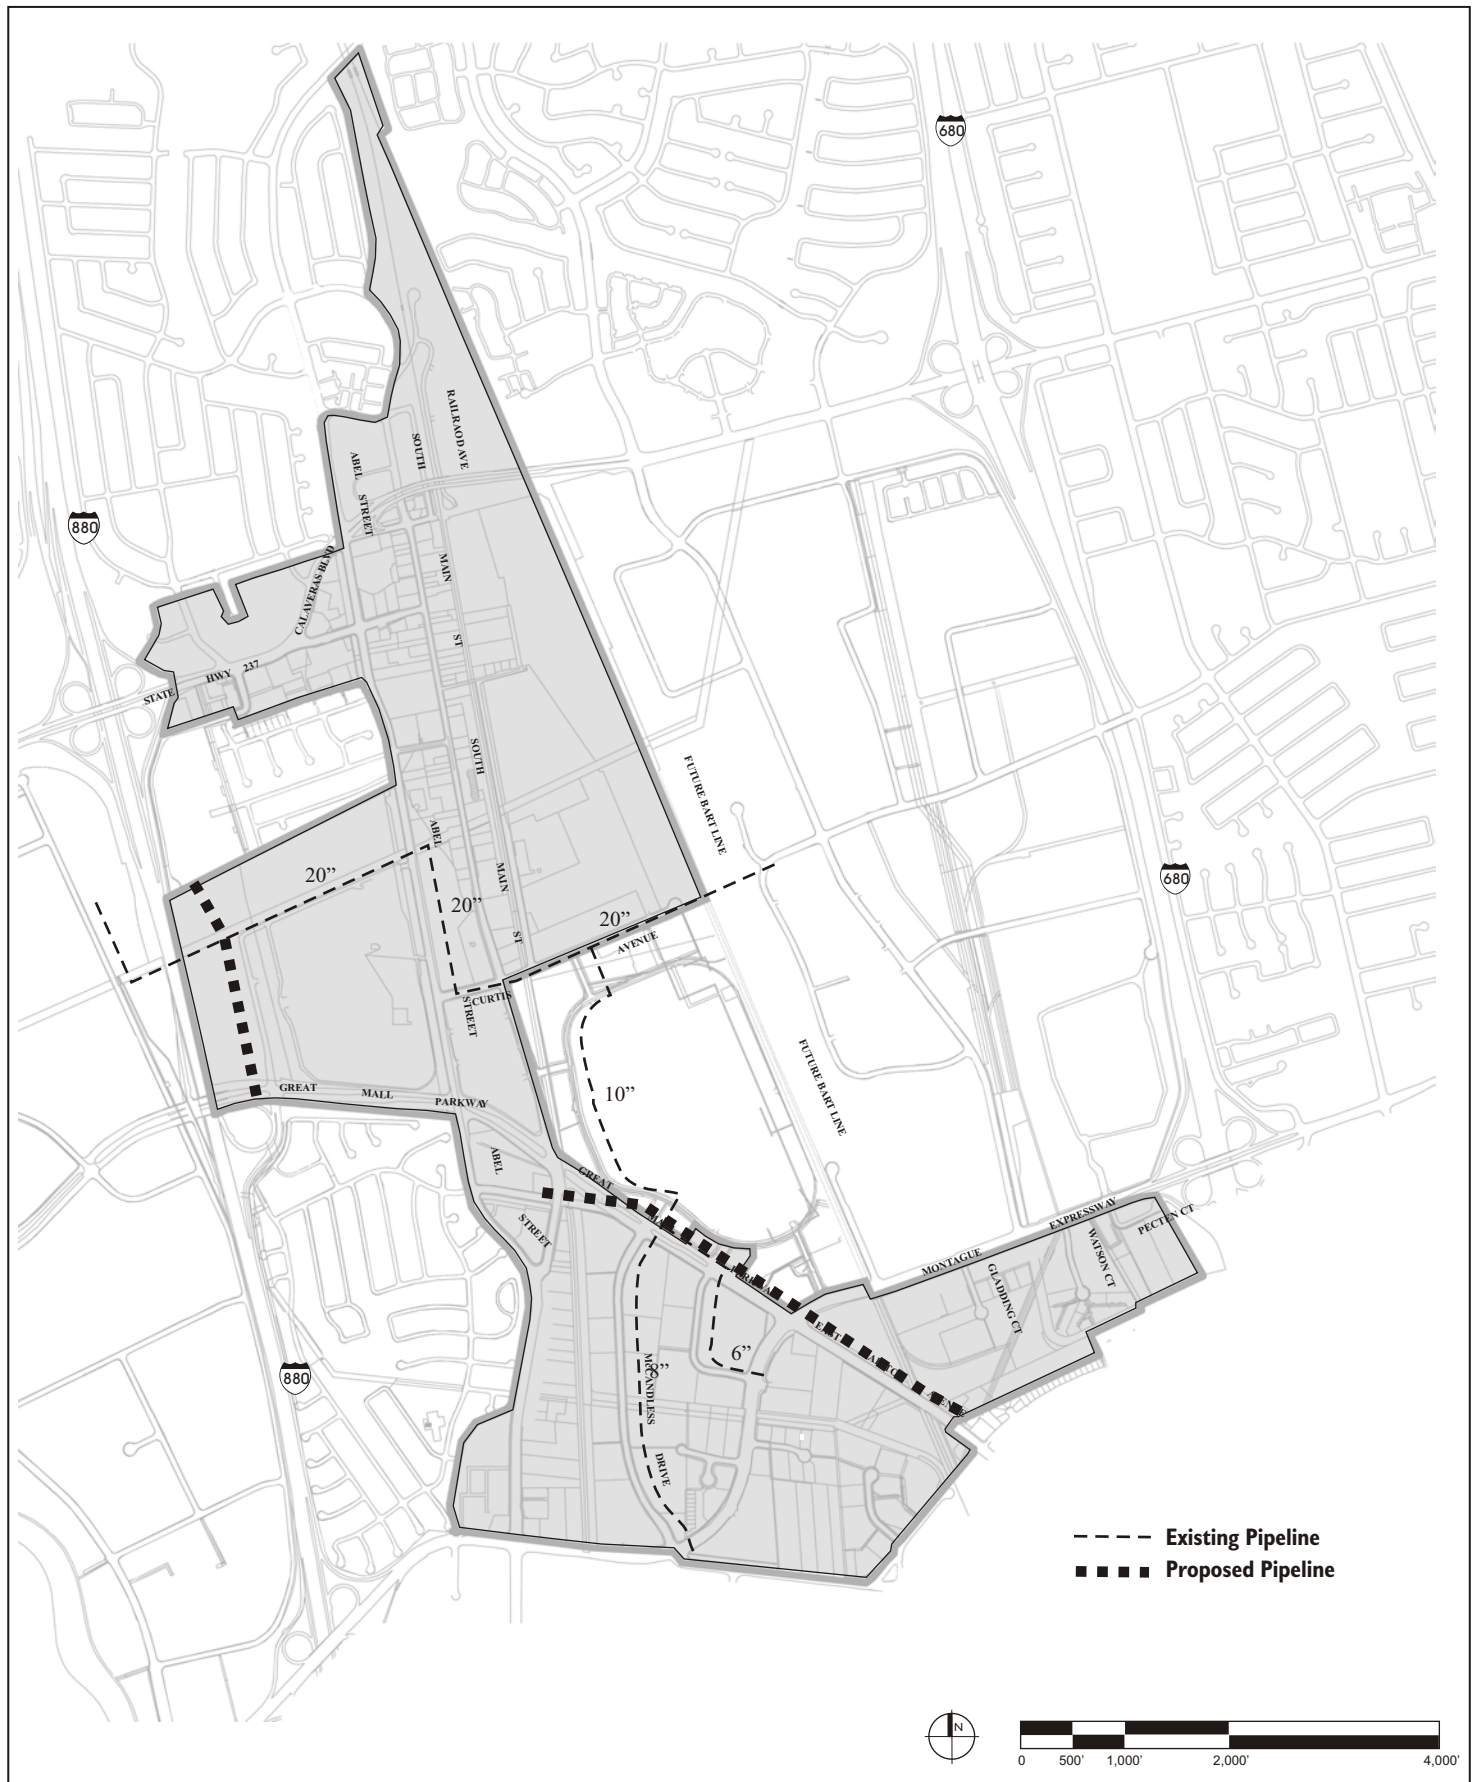 680
880
RAILRAOD AVE
SOUTH
ABEL
STREET
MAIN
CALAVERAS BLVD
ST
STATE HWY 237
SOUTH
FUTURE BART LINE
ABEL
20”
MAIN
680
20”
20”
ST
AVENUE
CURTIS
STREET
FUTURE BART LINE
10”
GREAT MALL PARKWAY
ABEL
GREAT
STREET
EXPRESSWAY
PECTEN CT
WATSON CT
MONTAGUE
GLADDING CT
EAST
6”
8”
McCANDLESS
880
DRIVE
Existing Pipeline
Proposed Pipeline
N
0 500’ 1,000’ 2,000’ 4,000’